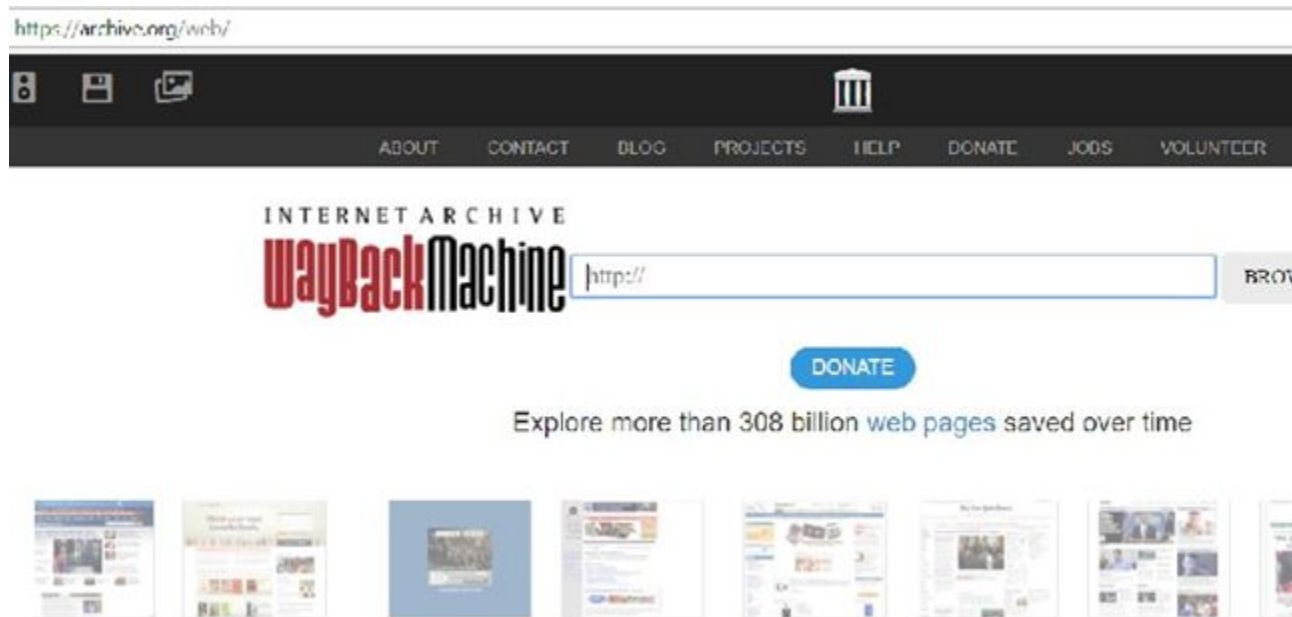 https://archive.org/web/
ABOUT CONTACT BLOG PROJECTS HELP DONATE JOBS VOLUNTEER
INTERNET ARCHIVE
WayBackMachine
http://
BROW
DONATE
Explore more than 308 billion web pages saved over time